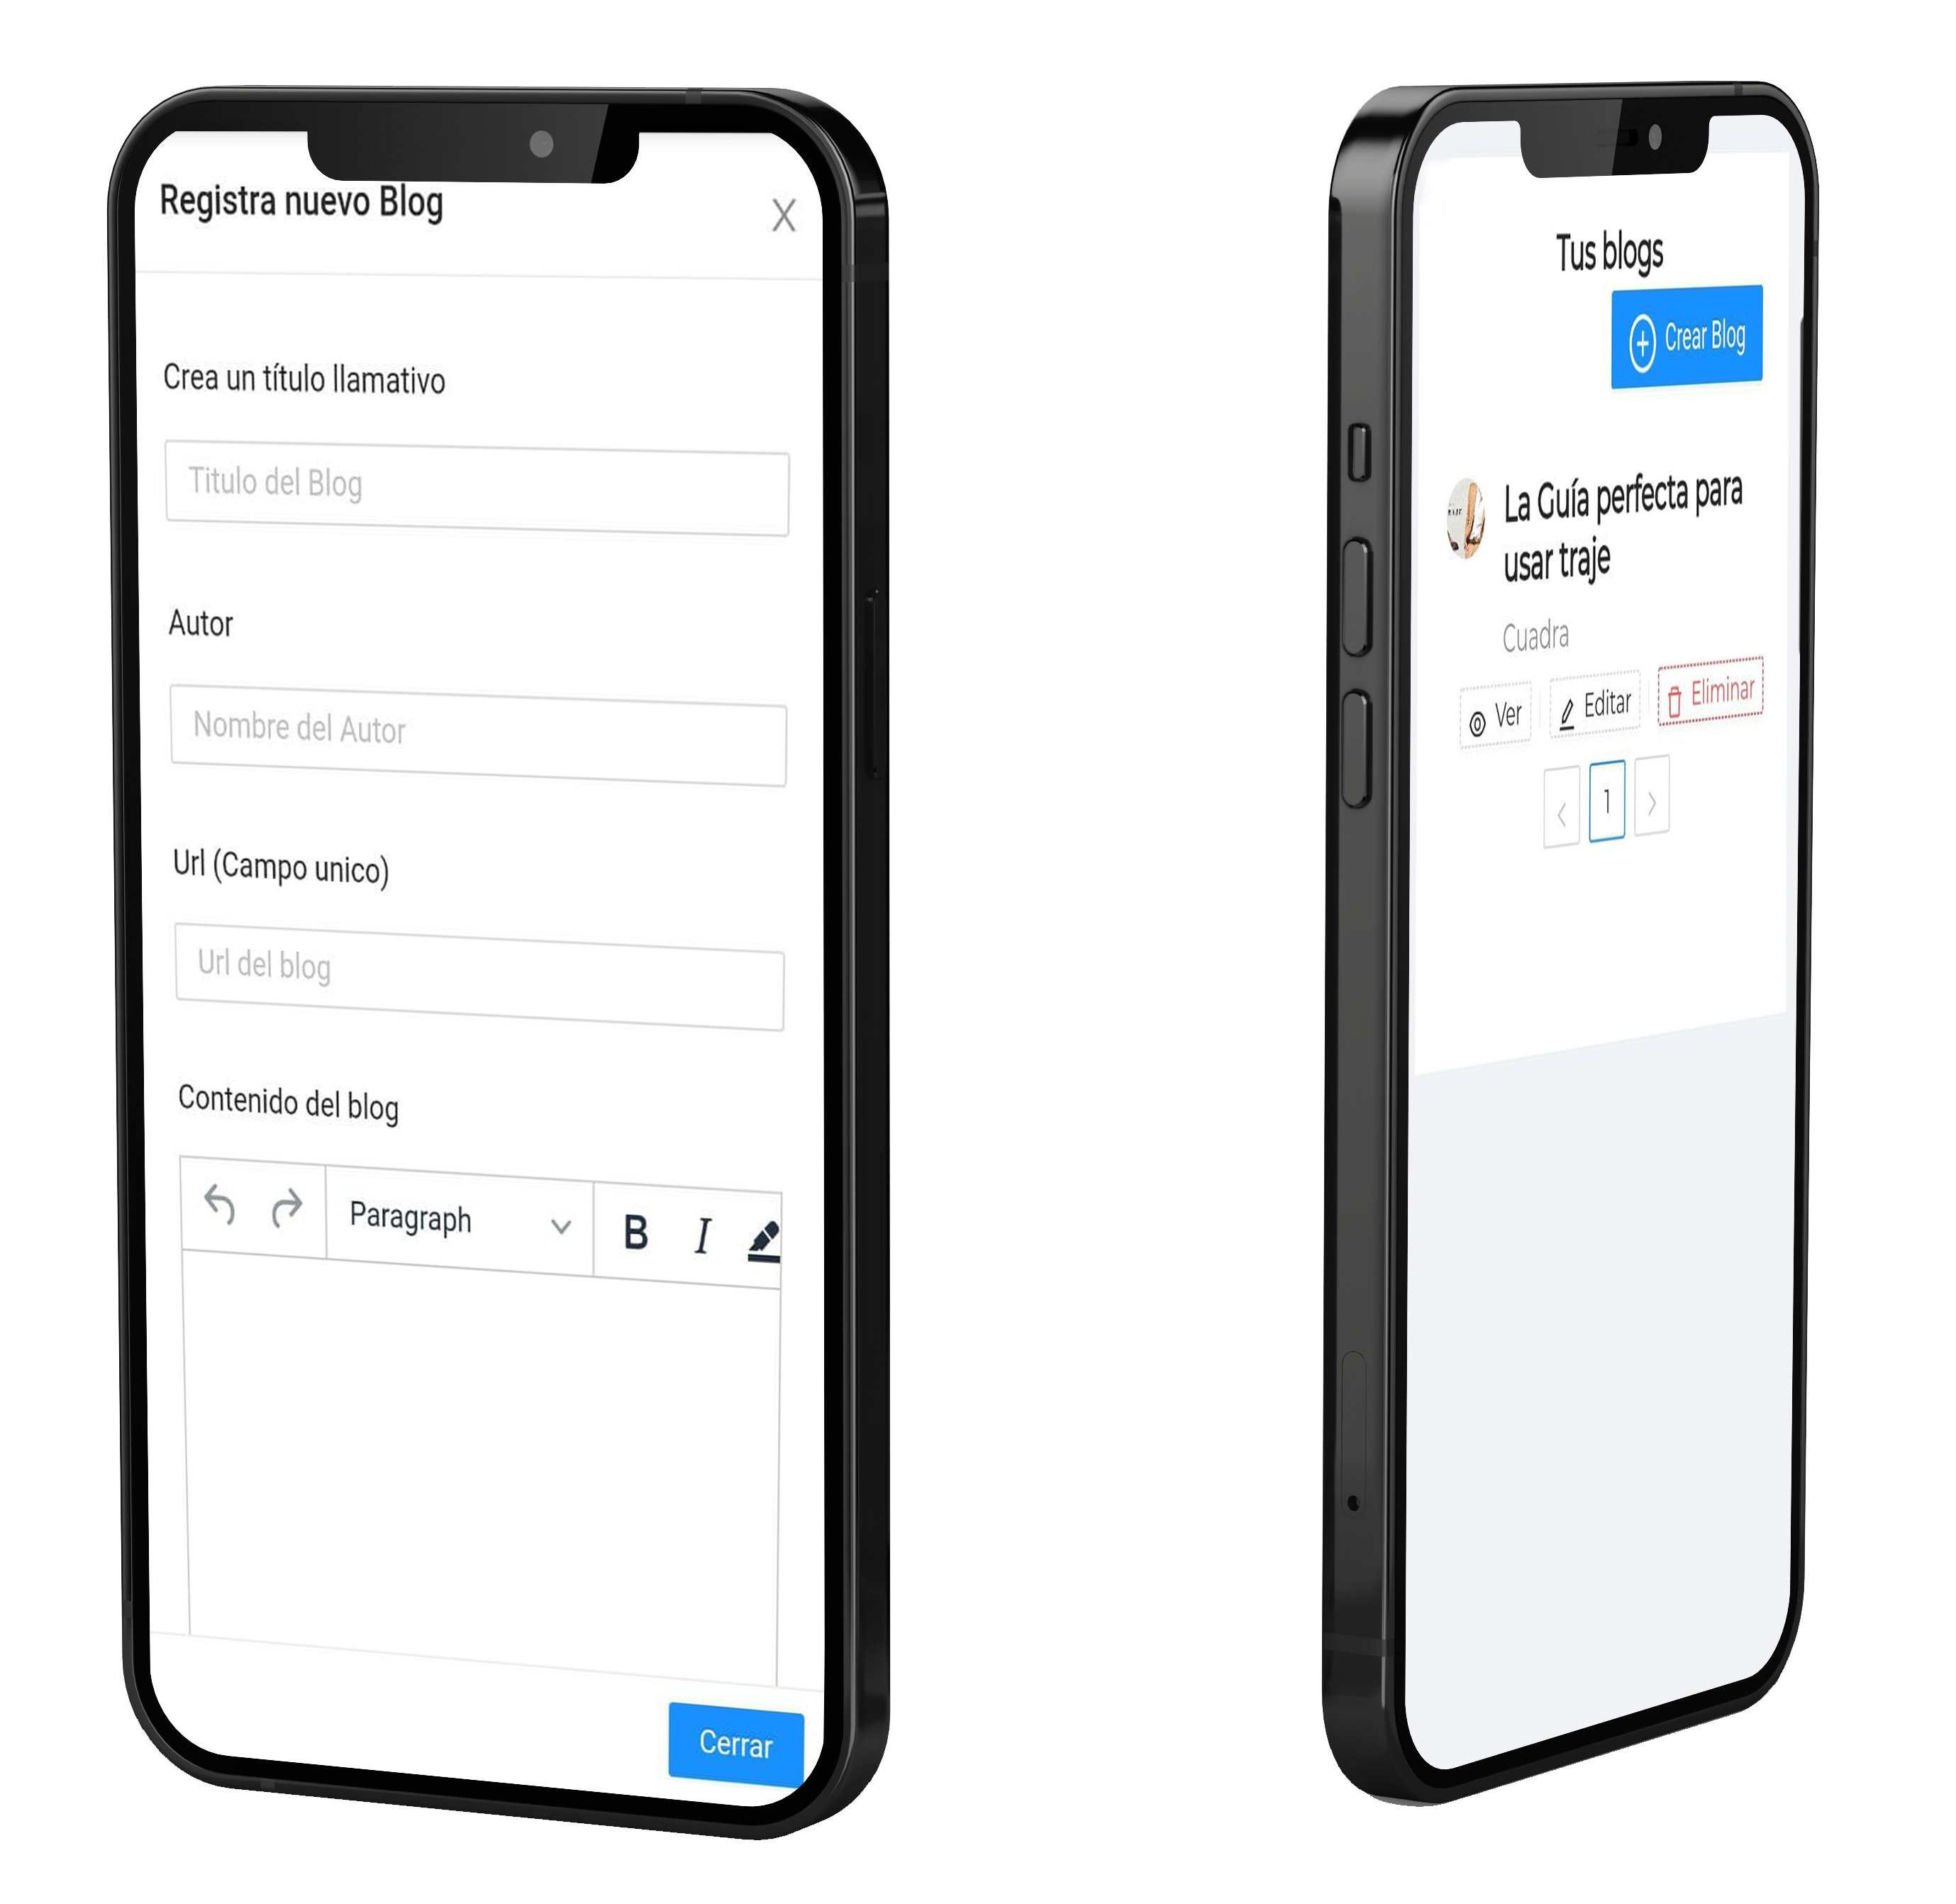 Registra nuevo Blog
X
Crea un título llamativo
Titulo del Blog
Autor
Nombre del Autor
Url (Campo unico)
Url del blog
Contenido del blog
Paragraph B I
Cerrar
Tus blogs
Crear Blog
La Guía perfecta para
usar traje
Cuadra
Ver Editar Eliminar
< 1 >